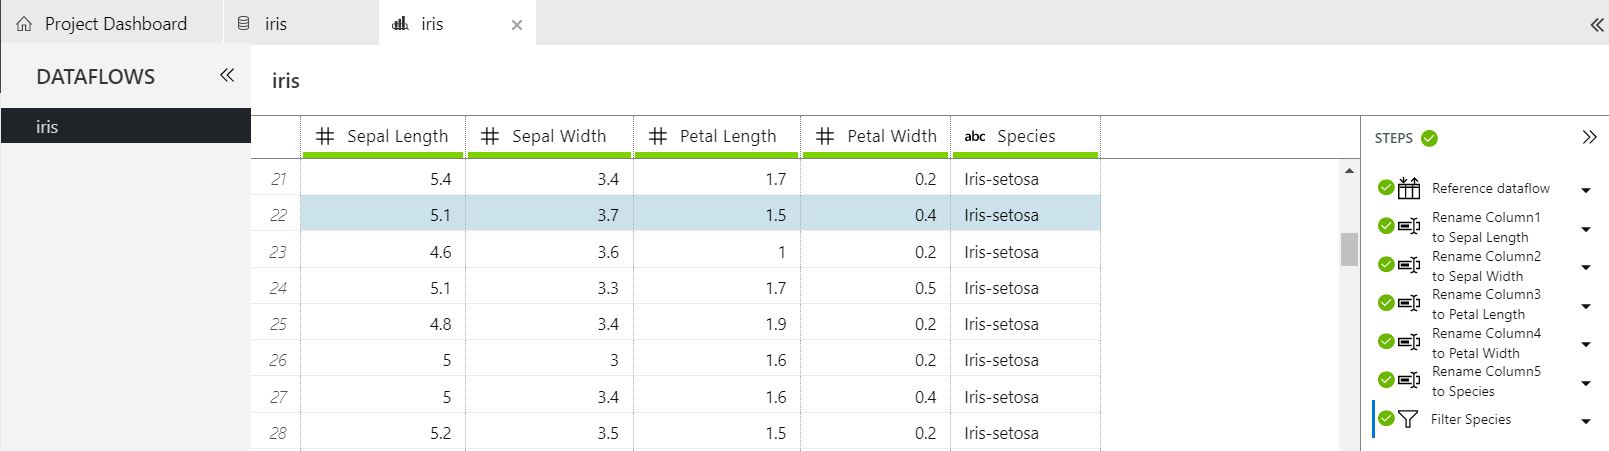 Project Dashboard iris iris
DATAFLOWS
iris
iris
Sepal Length Sepal Width Petal Length Petal Width abc Species
21 5.4 3.4 1.7 0.2 Iris-setosa
22 5.1 3.7 1.5 0.4 Iris-setosa
23 4.6 3.6 1 0.2 Iris-setosa
24 5.1 3.3 1.7 0.5 Iris-setosa
25 4.8 3.4 1.9 0.2 Iris-setosa
26 5 3 1.6 0.2 Iris-setosa
27 5 3.4 1.6 0.4 Iris-setosa
28 5.2 3.5 1.5 0.2 Iris-setosa
STEPS
Reference dataflow
Rename Column1
to Sepal Length
Rename Column2
to Sepal Width
Rename Column3
to Petal Length
Rename Column4
to Petal Width
Rename Column5
to Species
Filter Species